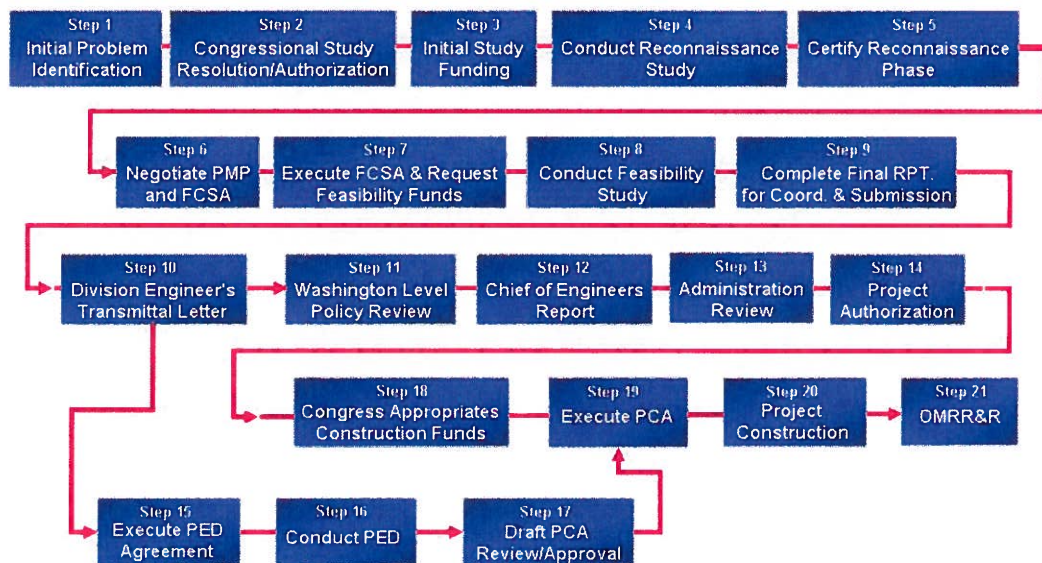 Step 1
Initial Problem
Identification
Step 2
Congressional Study
Resolution/Authorization
Step 3
Initial Study
Funding
Step 4
Conduct Reconnaissance
Study
Step 5
Certify Reconnaissance
Phase
Step 6
Negotiate PMP
and FCSA
Step 7
Execute FCSA & Request
Feasibility Funds
Step 8
Conduct Feasibility
Study
Step 9
Complete Final RPT.
for Coord. & Submission
Step 10
Division Engineer's
Transmittal Letter
Step 11
Washington Level
Policy Review
Step 12
Chief of Engineers
Report
Step 13
Administration
Review
Step 14
Project
Authorization
Step 18
Congress Appropriates
Construction Funds
Step 19
Execute PCA
Step 20
Project
Construction
Step 21
OMRR&R
Step 15
Execute PED
Agreement
Step 16
Conduct PED
Step 17
Draft PCA
Review/Approval